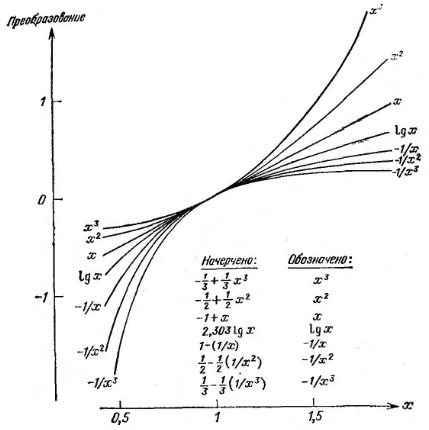 Преобразование
x³
x²
1
x
lg x
-1/x
-1/x²
-1/x³
0
x³
x²
x
lg x
-1/x
-1/x²
-1/x³
-1
Начерчено: Обозначено:
-1/3+1/3 x³ x³
-1/2+1/2 x² x²
-1+x x
2,303 lg x lg x
1-(1/x) -1/x
1/2-1/2(1/x²) -1/x²
1/3-1/3(1/x³) -1/x³
0,5 1 1,5 x